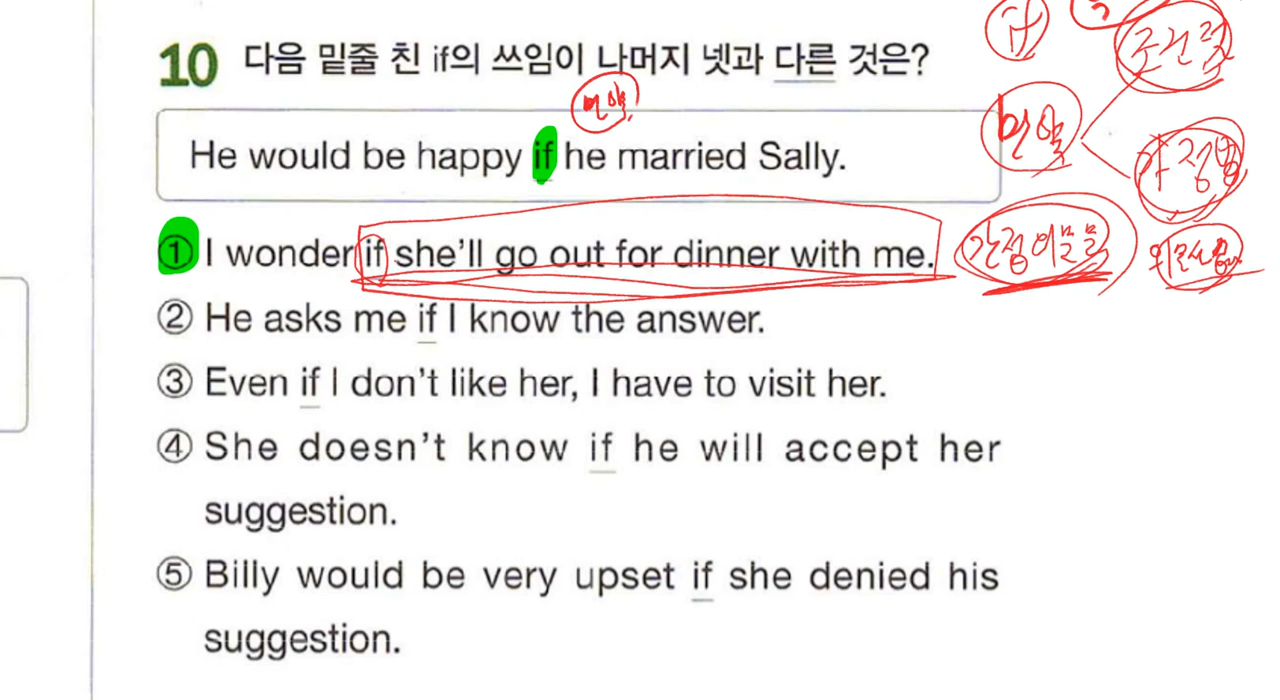 10 다음 밑줄 친 if의 쓰임이 나머지 넷과 다른 것은?
만약
He would be happy if he married Sally.
① I wonder if she'll go out for dinner with me.
② He asks me if I know the answer.
③ Even if I don't like her, I have to visit her.
④ She doesn't know if he will accept her
suggestion.
⑤ Billy would be very upset if she denied his
suggestion.
if
조건절
만약
가정법
간접의문문